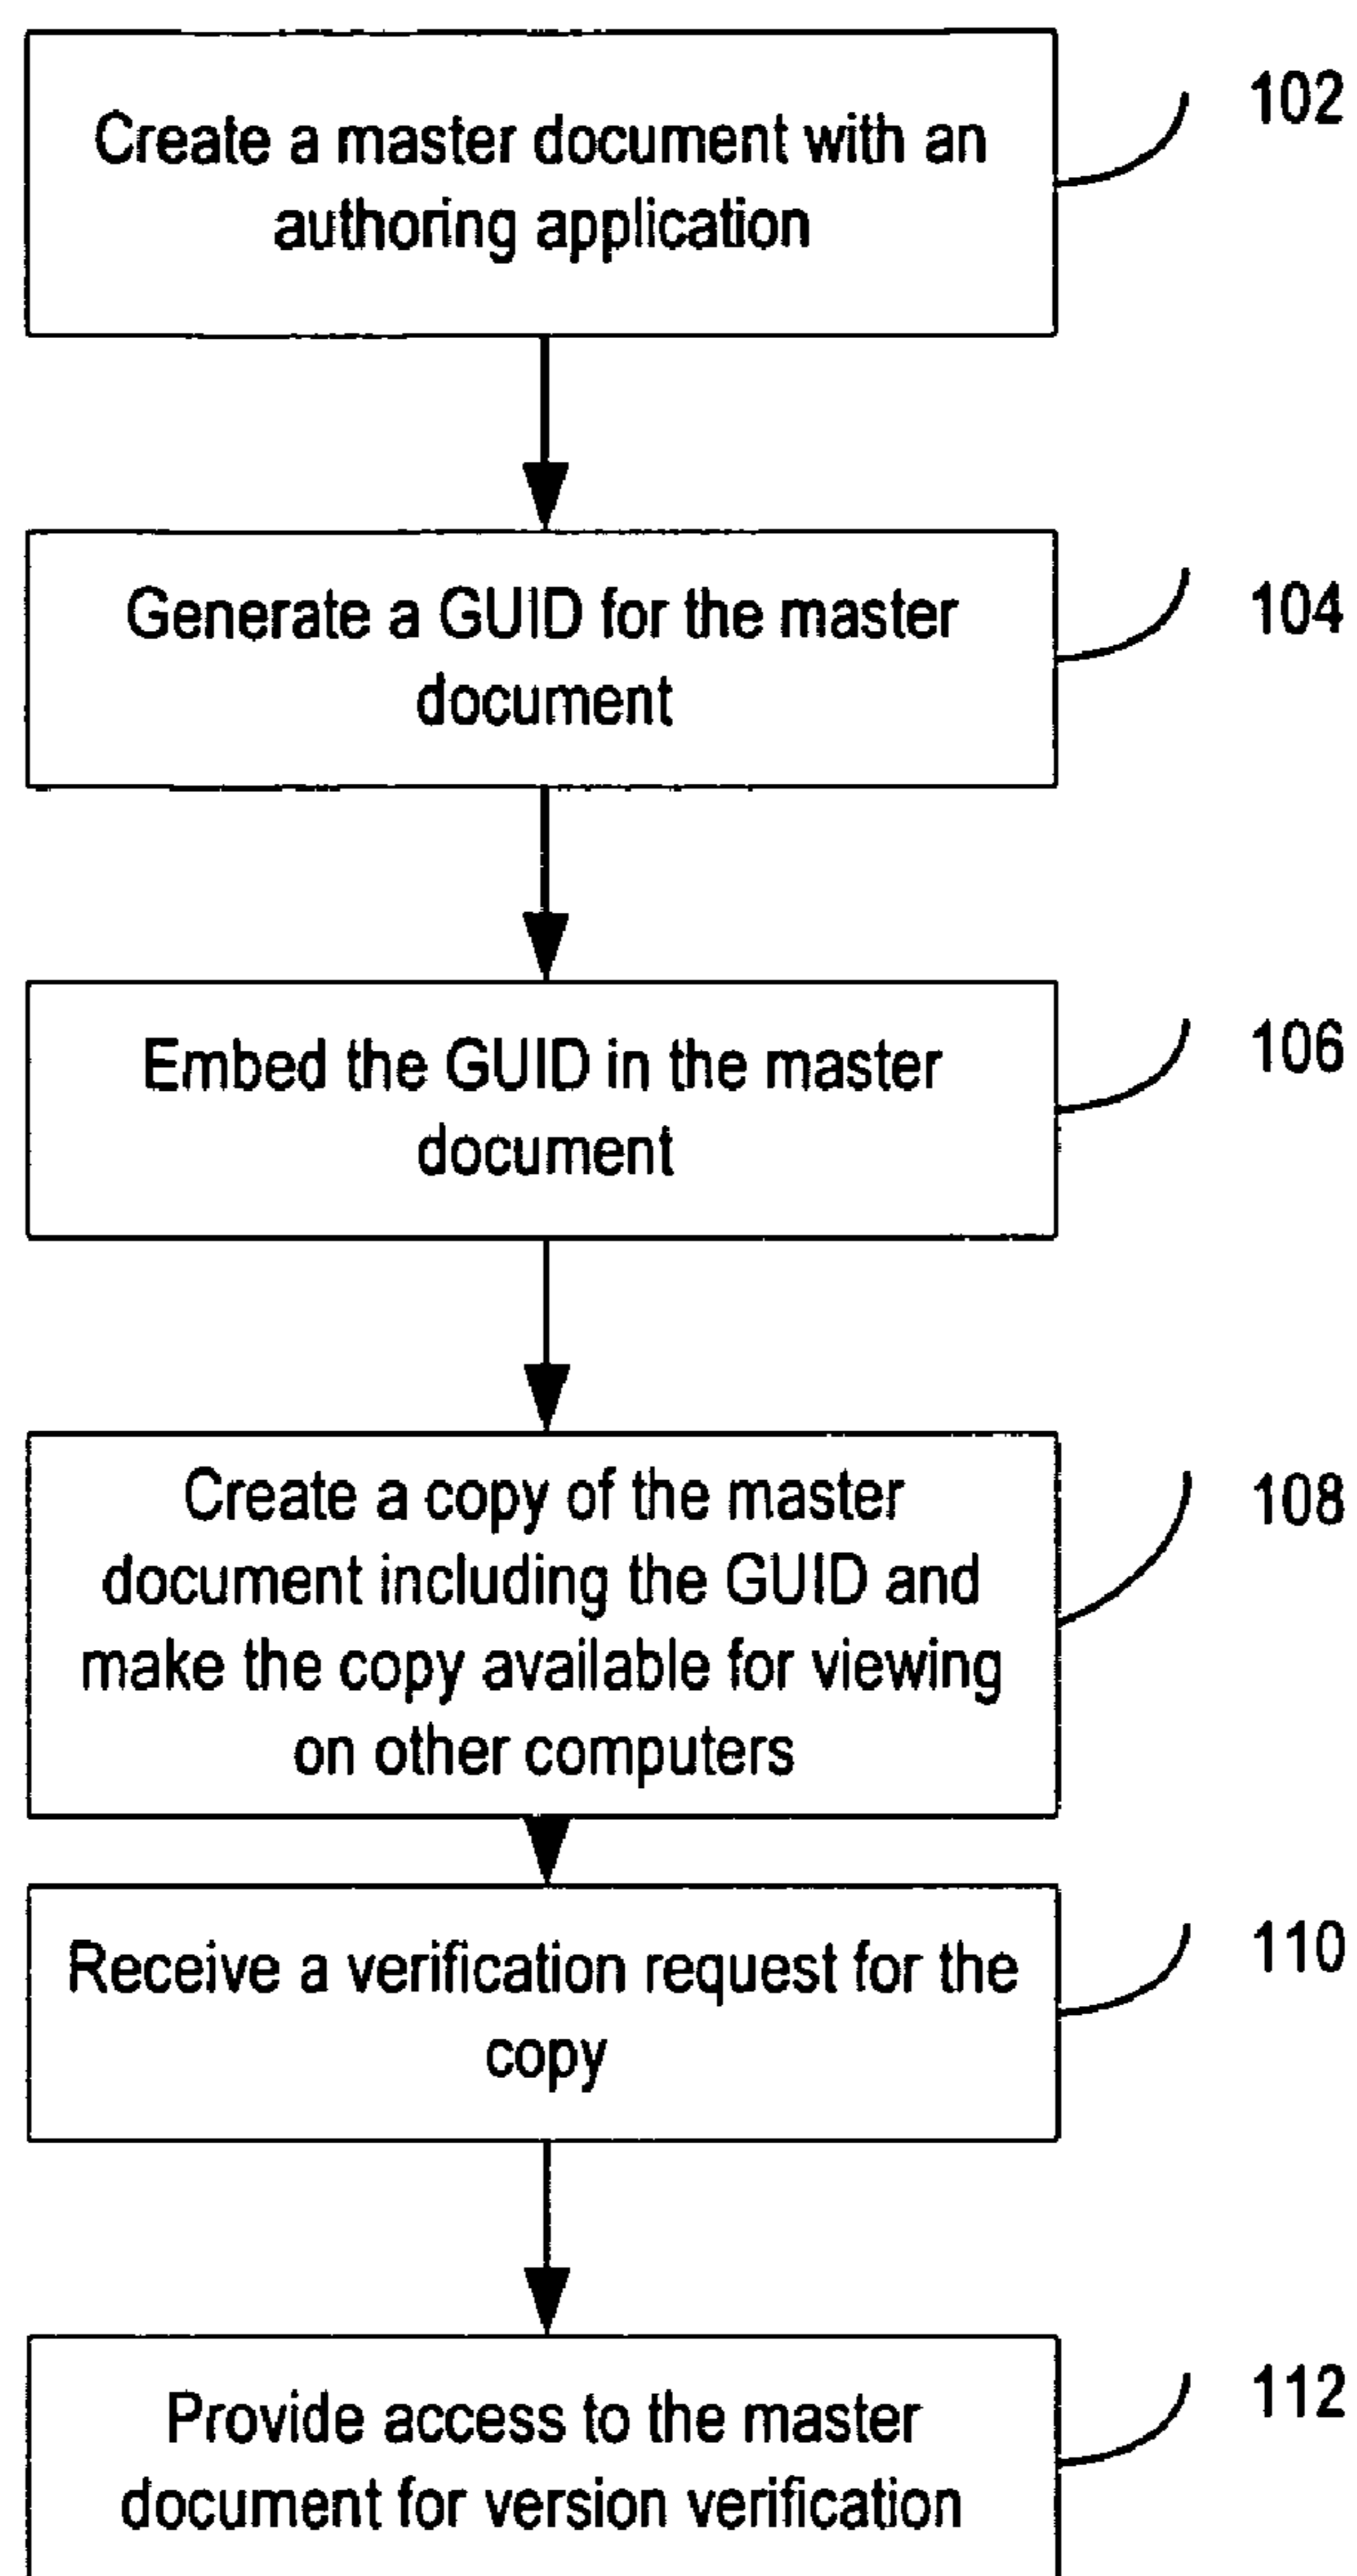 Create a master document with an
authoring application
102
Generate a GUID for the master
document
104
Embed the GUID in the master
document
106
Create a copy of the master
document including the GUID and
make the copy available for viewing
on other computers
108
Receive a verification request for the
copy
110
Provide access to the master
document for version verification
112